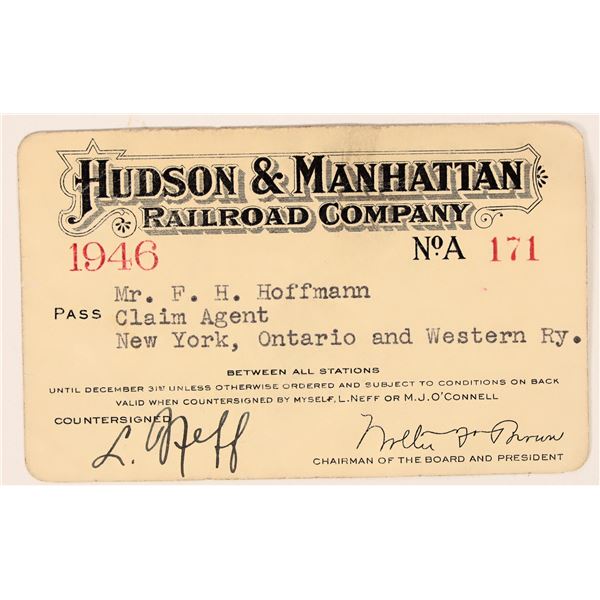 HUDSON & MANHATTAN
RAILROAD COMPANY
1946 No. A 171
Mr. F. H. Hoffmann
PASS Claim Agent
New York, Ontario and Western Ry.
BETWEEN ALL STATIONS
UNTIL DECEMBER 31ST UNLESS OTHERWISE ORDERED AND SUBJECT TO CONDITIONS ON BACK
VALID WHEN COUNTERSIGNED BY MYSELF, L. NEFF OR M. J. O'CONNELL
COUNTERSIGNED
L. Neff
Brown
CHAIRMAN OF THE BOARD AND PRESIDENT